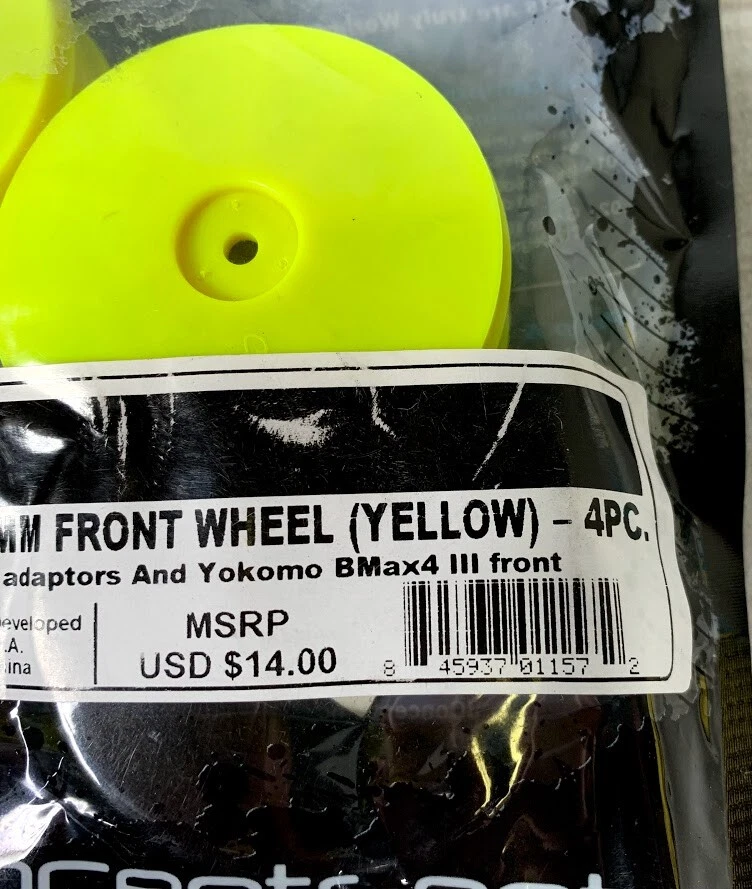 MM FRONT WHEEL (YELLOW) – 4PC.
adaptors And Yokomo BMax4 III front
eveloped
.A.
ina
MSRP
USD $14.00
8 45937 01157 2